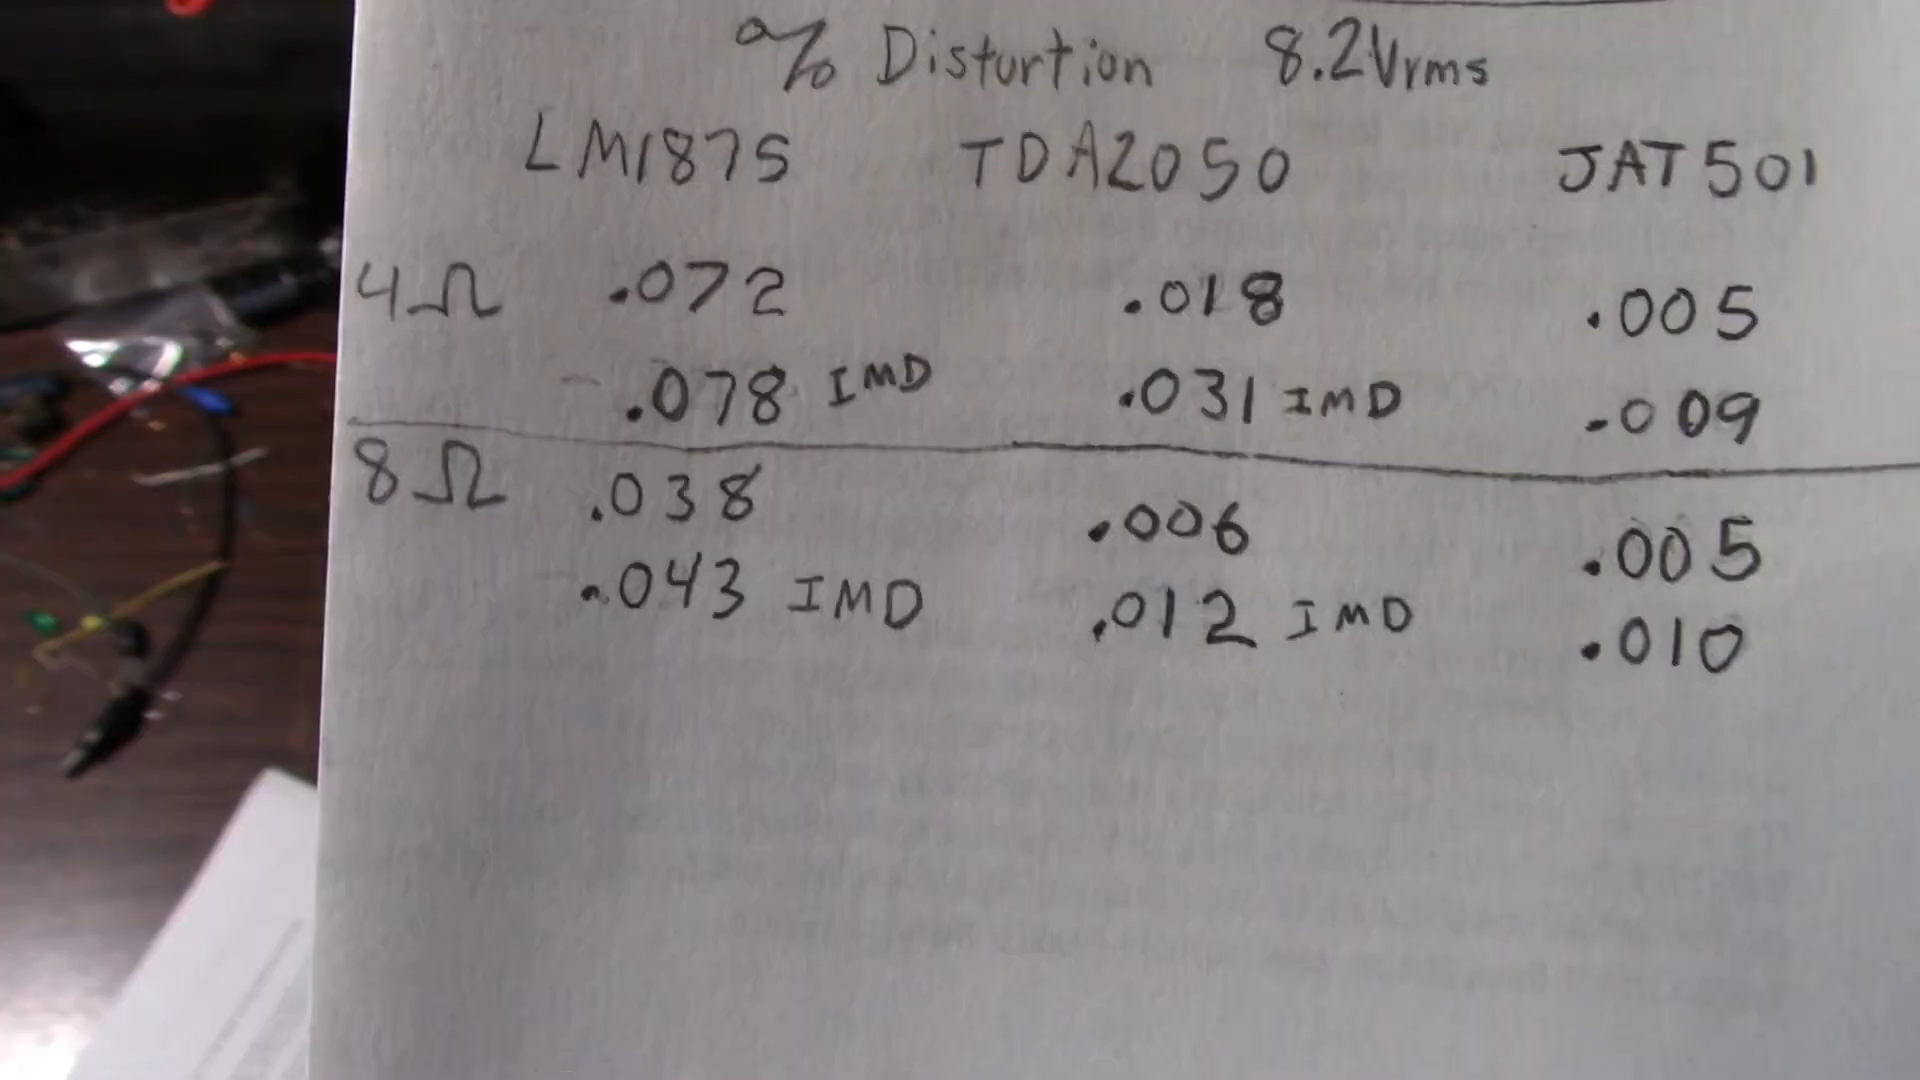 % Distortion 8.2Vrms
LM1875 TDA2050 JAT501
4Ω .072 .018 .005
.078 IMD .031 IMD .009
8Ω .038 .006 .005
.043 IMD .012 IMD .010